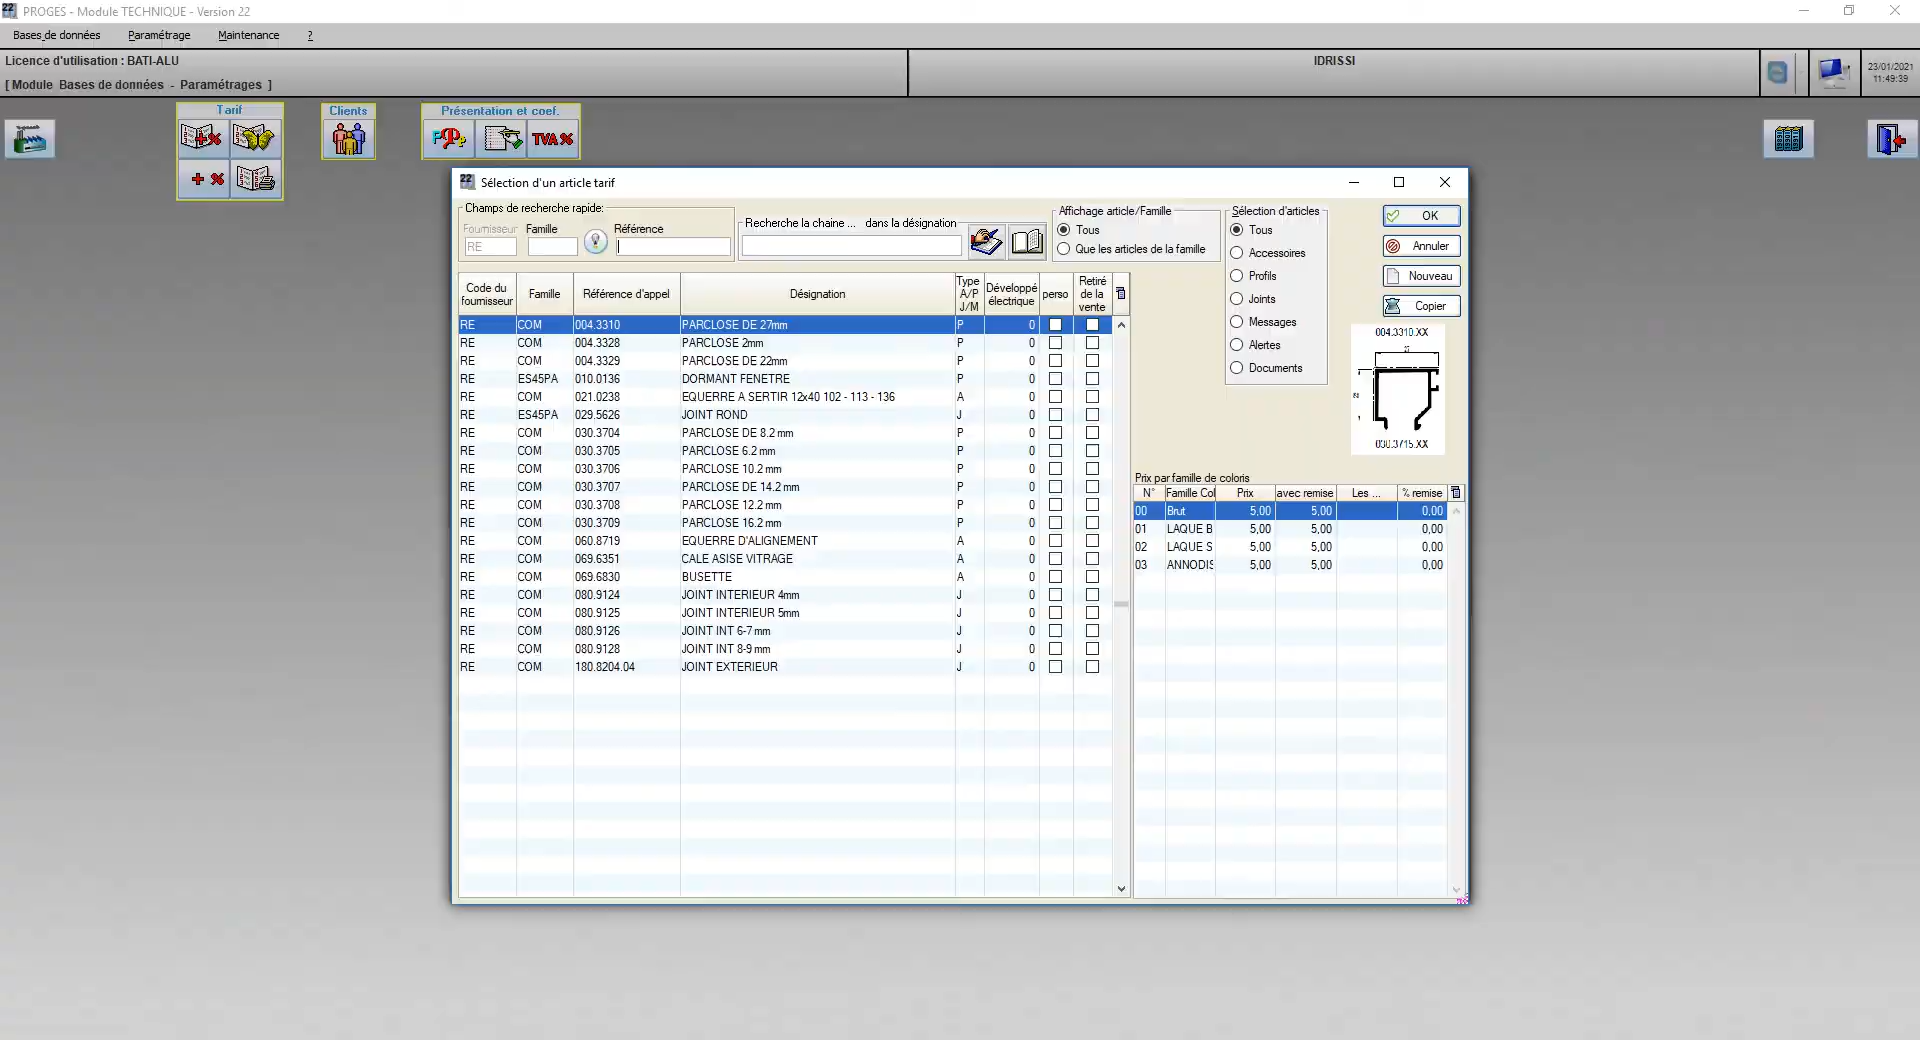 PROGES - Module TECHNIQUE - Version 22
Bases de données Paramétrage Maintenance ?
Licence d'utilisation : BATI-ALU
IDRISSI
[ Module Bases de données - Paramétrages ]
23/01/2021
11:49:39
Tarif
Clients
Présentation et coef.
TVA %
Sélection d'un article tarif
Champs de recherche rapide:
Fournisseur Famille Référence
RE
Recherche la chaine ... dans la désignation
Affichage article/Famille
Tous
Que les articles de la famille
Sélection d'articles
Tous
Accessoires
Profils
Joints
Messages
Alertes
Documents
OK
Annuler
Nouveau
Copier
004.3310.XX
030.3715.XX
Code du fournisseur Famille Référence d'appel Désignation Type A/P J/M Développé électrique perso Retiré de la vente
RE COM 004.3310 PARCLOSE DE 27mm P 0
RE COM 004.3328 PARCLOSE 2mm P 0
RE COM 004.3329 PARCLOSE DE 22mm P 0
RE ES45PA 010.0136 DORMANT FENETRE P 0
RE COM 021.0238 EQUERRE A SERTIR 12x40 102 - 113 - 136 A 0
RE ES45PA 029.5626 JOINT ROND J 0
RE COM 030.3704 PARCLOSE DE 8.2 mm P 0
RE COM 030.3705 PARCLOSE 6.2 mm P 0
RE COM 030.3706 PARCLOSE 10.2 mm P 0
RE COM 030.3707 PARCLOSE DE 14.2 mm P 0
RE COM 030.3708 PARCLOSE 12.2 mm P 0
RE COM 030.3709 PARCLOSE 16.2 mm P 0
RE COM 060.8719 EQUERRE D'ALIGNEMENT A 0
RE COM 069.6351 CALE ASISE VITRAGE A 0
RE COM 069.6830 BUSETTE A 0
RE COM 080.9124 JOINT INTERIEUR 4mm J 0
RE COM 080.9125 JOINT INTERIEUR 5mm J 0
RE COM 080.9126 JOINT INT 6-7 mm J 0
RE COM 080.9128 JOINT INT 8-9 mm J 0
RE COM 180.8204.04 JOINT EXTERIEUR J 0
Prix par famille de coloris
N° Famille Col Prix avec remise Les ... % remise
00 Brut 5,00 5,00 0,00
01 LAQUE B 5,00 5,00 0,00
02 LAQUE S 5,00 5,00 0,00
03 ANNODIS 5,00 5,00 0,00